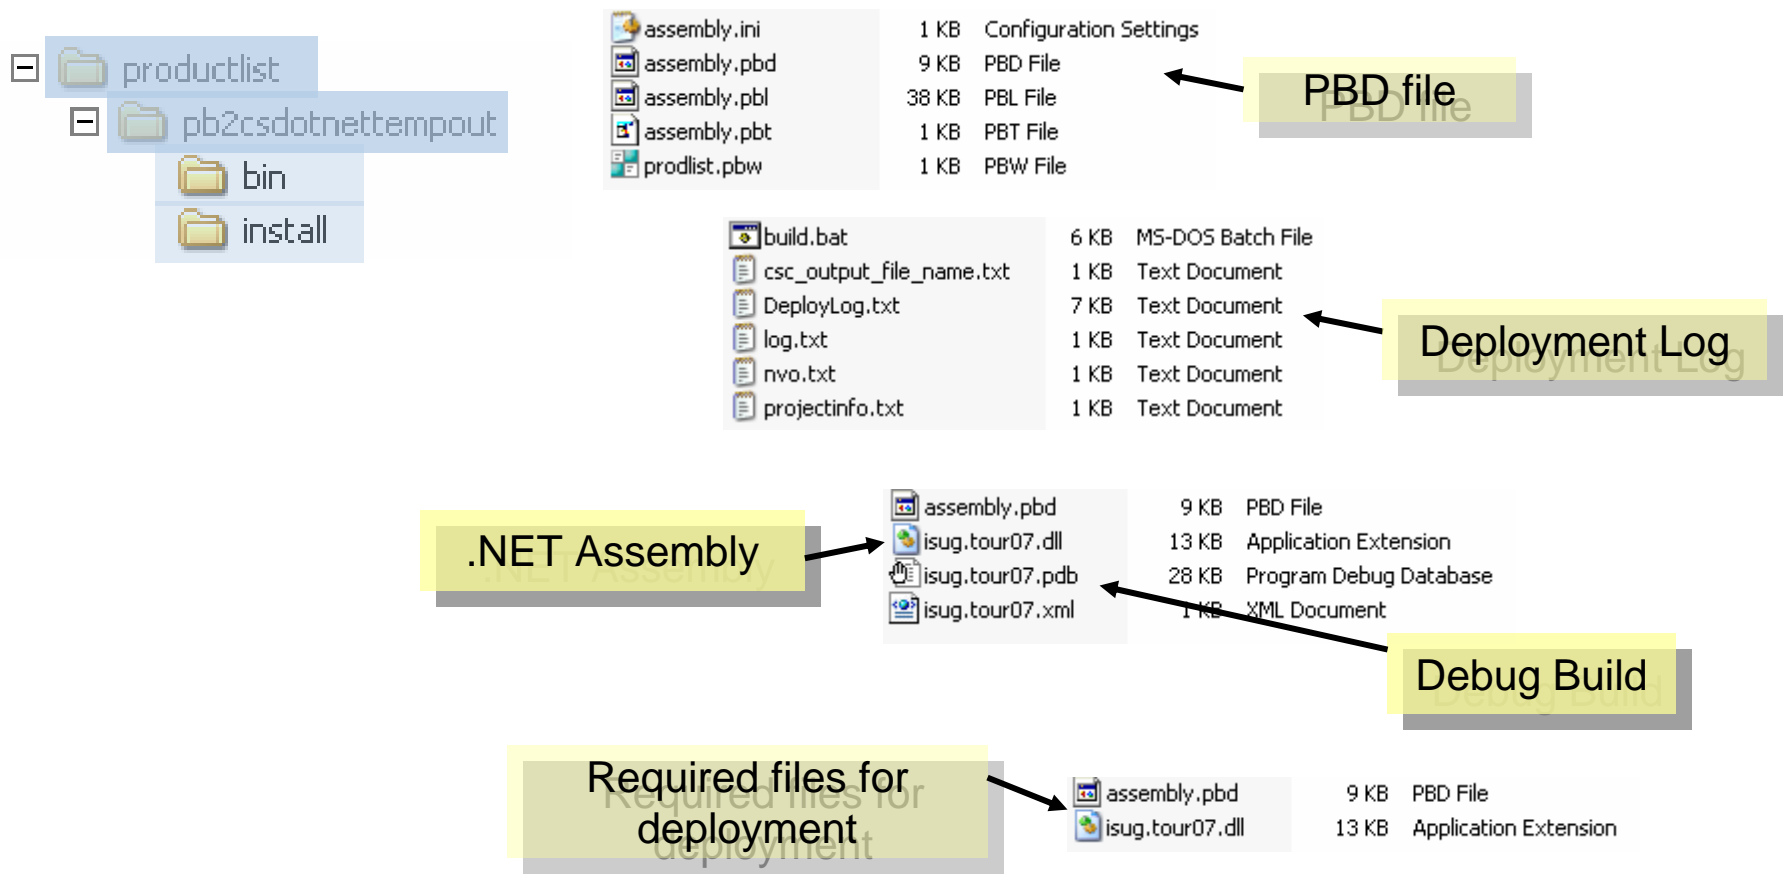 productlist
pb2csdotnettempout
bin
install
assembly.ini 1 KB Configuration Settings
assembly.pbd 9 KB PBD File
assembly.pbl 38 KB PBL File
assembly.pbt 1 KB PBT File
prodlist.pbw 1 KB PBW File
PBD file
build.bat 6 KB MS-DOS Batch File
csc_output_file_name.txt 1 KB Text Document
DeployLog.txt 7 KB Text Document
log.txt 1 KB Text Document
nvo.txt 1 KB Text Document
projectinfo.txt 1 KB Text Document
Deployment Log
.NET Assembly
assembly.pbd 9 KB PBD File
isug.tour07.dll 13 KB Application Extension
isug.tour07.pdb 28 KB Program Debug Database
isug.tour07.xml 1 KB XML Document
Debug Build
Required files for
deployment
assembly.pbd 9 KB PBD File
isug.tour07.dll 13 KB Application Extension